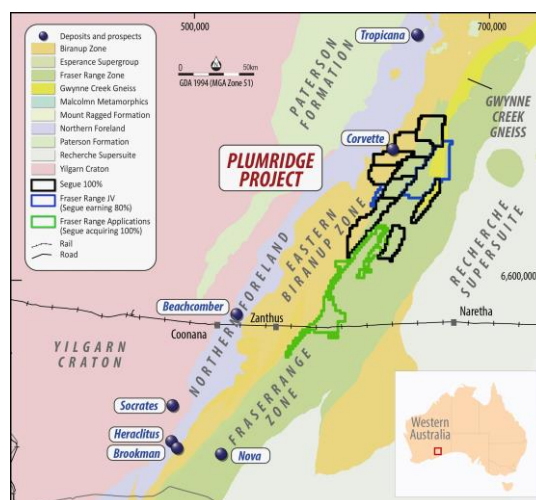 500,000
700,000
Deposits and prospects
Biranup Zone
Esperance Supergroup
Fraser Range Zone
Gwynne Creek Gneiss
Malcolmn Metamorphics
Mount Ragged Formation
Northern Foreland
Paterson Formation
Recherche Supersuite
Yilgarn Craton
Segue 100%
Fraser Range JV
(Segue earning 80%)
Fraser Range Applications
(Segue acquiring 100%)
Rail
Road
0
50km
GDA 1994 (MGA Zone 51)
Tropicana
PATERSON
FORMATION
GWYNNE
CREEK
GNEISS
Corvette
PLUMRIDGE
PROJECT
EASTERN
BIRANUP ZONE
RECHERCHE
SUPERSUITE
6,600,000
NORTHERN FORELAND
Beachcomber
Coonana
Zanthus
Naretha
YILGARN
CRATON
FRASERRANGE
ZONE
Socrates
Heraclitus
Brookman
Nova
Western
Australia